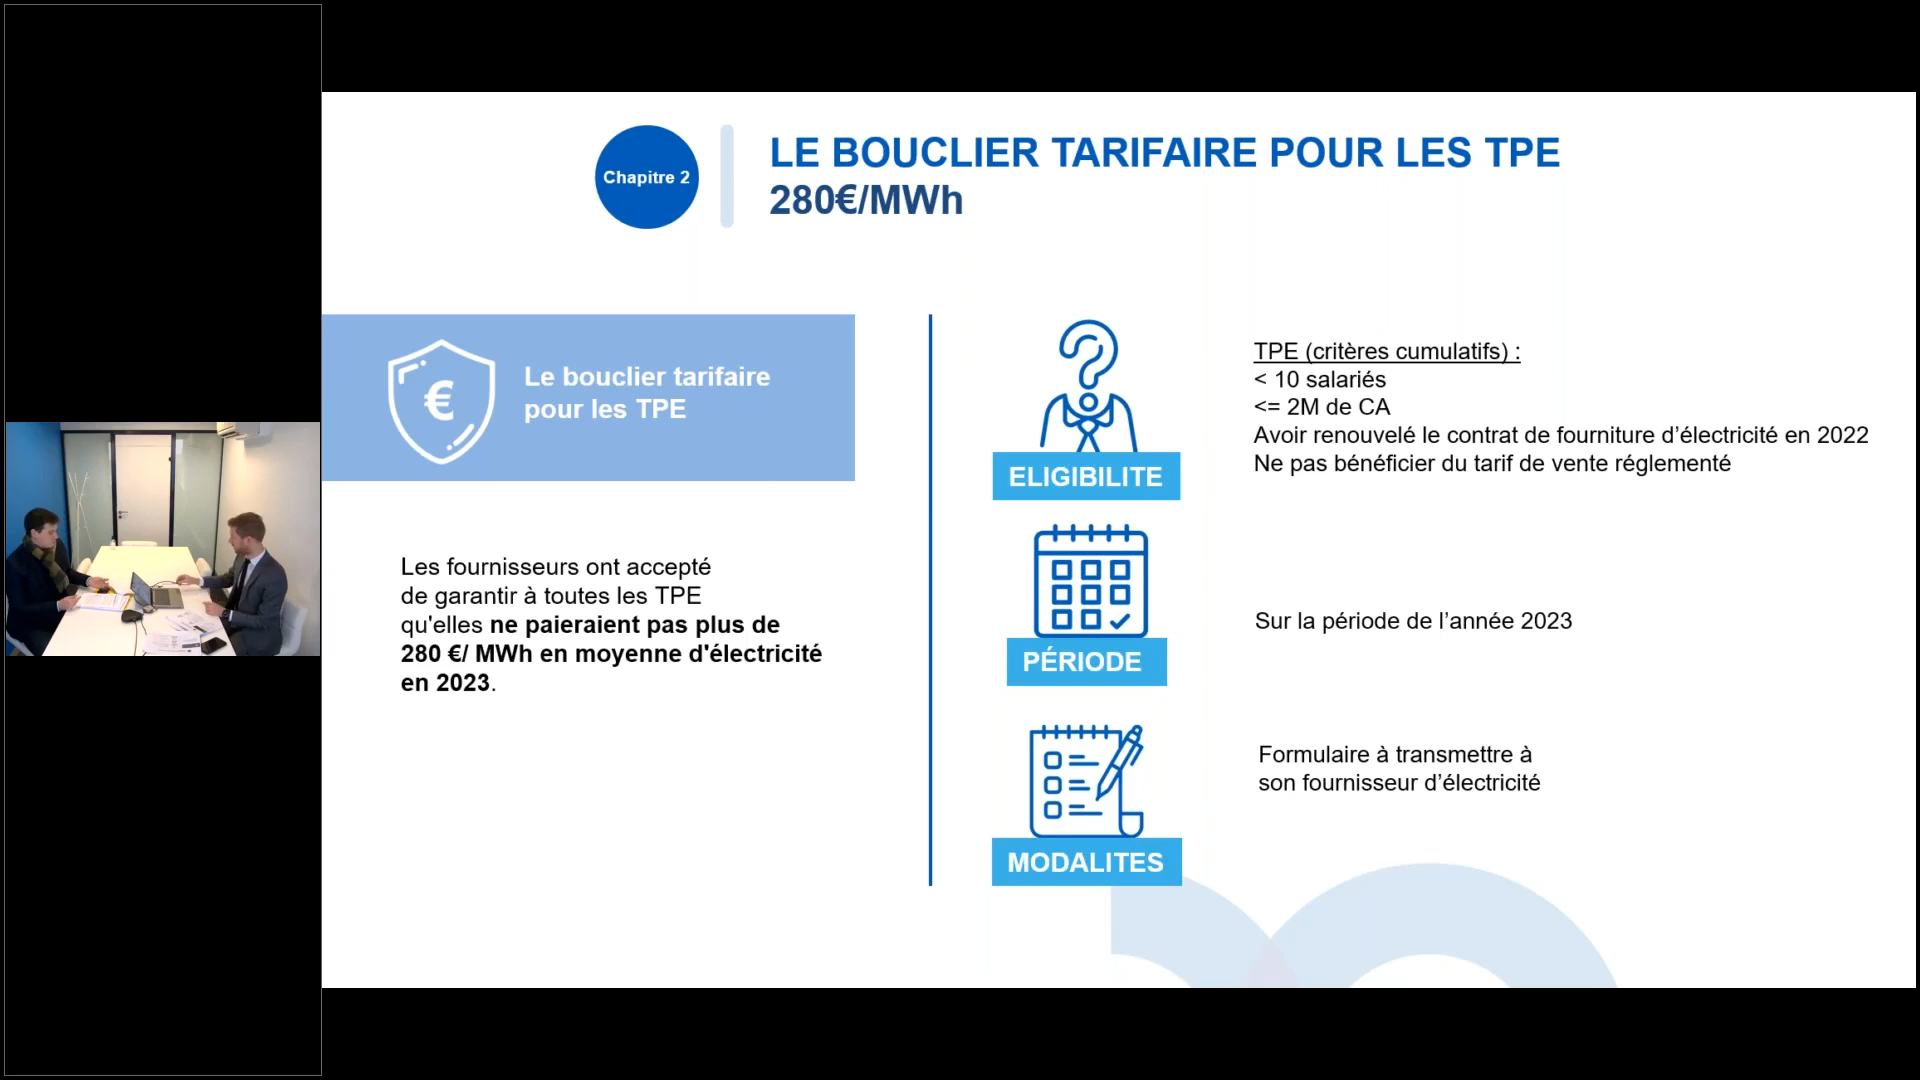 Chapitre 2
LE BOUCLIER TARIFAIRE POUR LES TPE
280€/MWh
€
Le bouclier tarifaire
pour les TPE
Les fournisseurs ont accepté
de garantir à toutes les TPE
qu'elles ne paieraient pas plus de
280 €/ MWh en moyenne d'électricité
en 2023.
ELIGIBILITE
TPE (critères cumulatifs) :
< 10 salariés
<= 2M de CA
Avoir renouvelé le contrat de fourniture d’électricité en 2022
Ne pas bénéficier du tarif de vente réglementé
PÉRIODE
Sur la période de l’année 2023
MODALITES
Formulaire à transmettre à
son fournisseur d’électricité